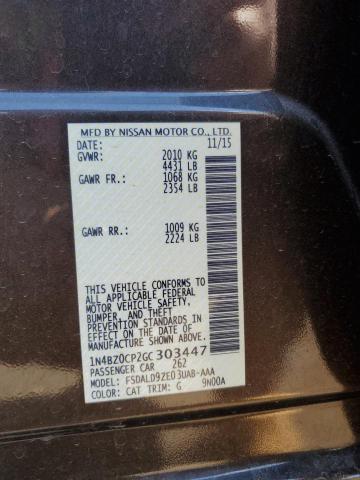 MFD BY NISSAN MOTOR CO., LTD.
DATE: 11/15
GVWR: 2010 KG
4431 LB
GAWR FR.: 1068 KG
2354 LB
GAWR RR.: 1009 KG
2224 LB
THIS VEHICLE CONFORMS TO
ALL APPLICABLE FEDERAL
MOTOR VEHICLE SAFETY,
BUMPER, AND THEFT
PREVENTION STANDARDS IN
EFFECT ON THE DATE OF
MANUFACTURE SHOWN ABOVE.
1N4BZ0CP2GC303447
PASSENGER CAR 262
MODEL: FSDALD9ZE03UAB-AAA
COLOR: CAT TRIM: G 9N00A